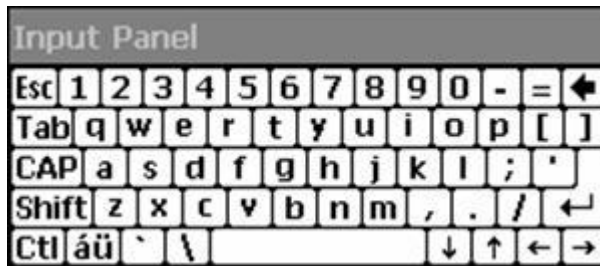 Input Panel
Esc 1 2 3 4 5 6 7 8 9 0 - = 🡄
Tab q w e r t y u i o p [ ]
CAP a s d f g h j k l ; '
Shift z x c v b n m , . / ↵
Ctl áü ` \ ↓ ↑ ← →